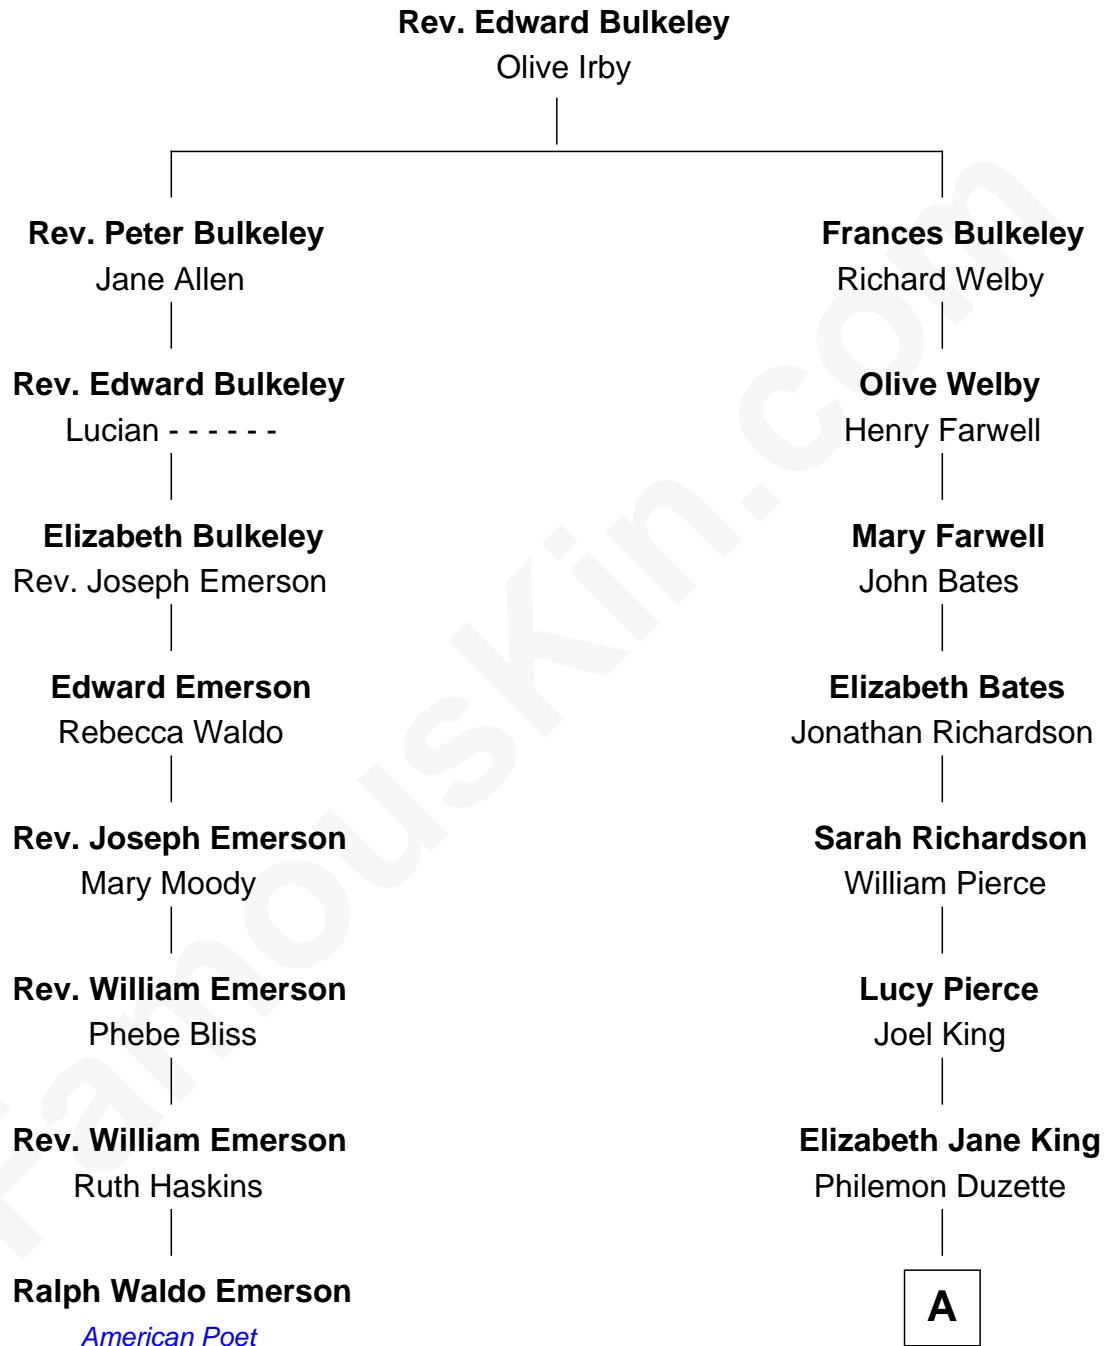 Rev. Edward Bulkeley
Olive Irby
Rev. Peter Bulkeley
Jane Allen
Frances Bulkeley
Richard Welby
Rev. Edward Bulkeley
Lucian - - - - - -
Olive Welby
Henry Farwell
Elizabeth Bulkeley
Rev. Joseph Emerson
Mary Farwell
John Bates
Edward Emerson
Rebecca Waldo
Elizabeth Bates
Jonathan Richardson
Rev. Joseph Emerson
Mary Moody
Sarah Richardson
William Pierce
Rev. William Emerson
Phebe Bliss
Lucy Pierce
Joel King
Rev. William Emerson
Ruth Haskins
Elizabeth Jane King
Philemon Duzette
Ralph Waldo Emerson
American Poet
A
FamousKin.com